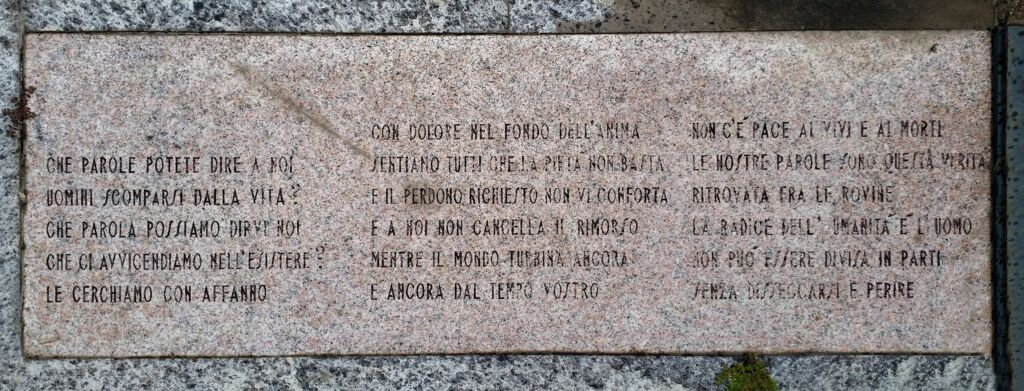 CHE PAROLE POTETE DIRE A NOI
UOMINI SCOMPARSI DALLA VITA?
CHE PAROLA POSSIAMO DIRVI NOI
CHE CI AVVICENDIAMO NELL'ESISTERE?
LE CERCHIAMO CON AFFANNO
CON DOLORE NEL FONDO DELL'ANIMA
SENTIAMO TUTTI CHE LA PIETÀ NON BASTA
E IL PERDONO RICHIESTO NON VI CONFORTA
E A NOI NON CANCELLA IL RIMORSO
MENTRE IL MONDO TURBINA ANCORA
E ANCORA DAL TEMPO VOSTRO
NON C'È PACE AI VIVI E AI MORTI
LE NOSTRE PAROLE SONO QUESTA VERITÀ
RITROVATA FRA LE ROVINE
LA RADICE DELL'UMANITÀ È L'UOMO
NON PUÒ ESSERE DIVISA IN PARTI
SENZA DISSECCARSI E PERIRE